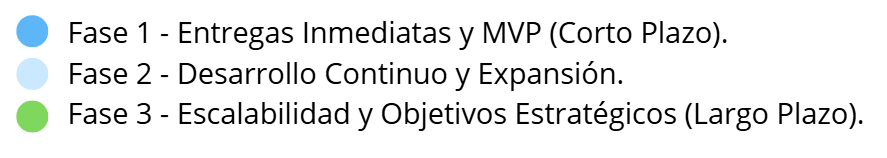 Fase 1 - Entregas Inmediatas y MVP (Corto Plazo).
Fase 2 - Desarrollo Continuo y Expansión.
Fase 3 - Escalabilidad y Objetivos Estratégicos (Largo Plazo).